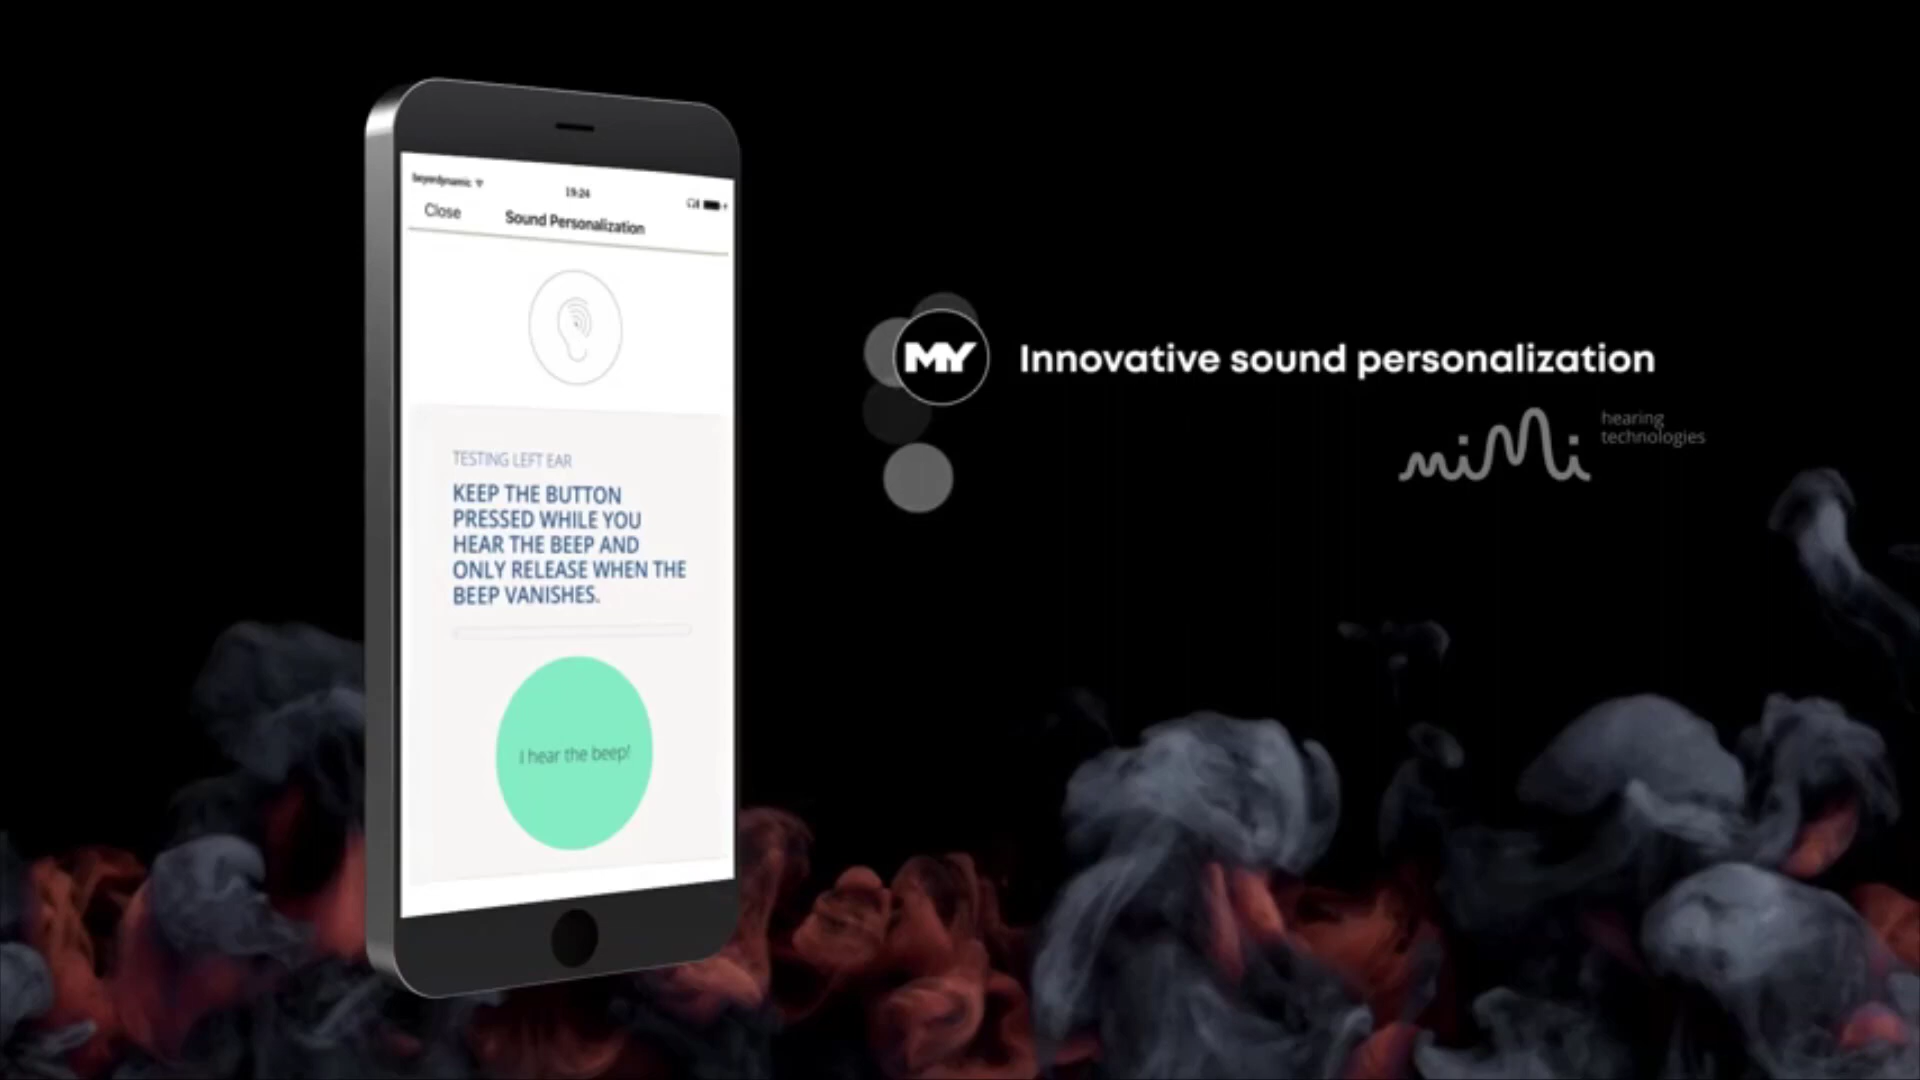 beyerdynamic
19:24
Close
Sound Personalization
TESTING LEFT EAR
KEEP THE BUTTON
PRESSED WHILE YOU
HEAR THE BEEP AND
ONLY RELEASE WHEN THE
BEEP VANISHES.
I hear the beep!
MY
Innovative sound personalization
miMi
hearing
technologies